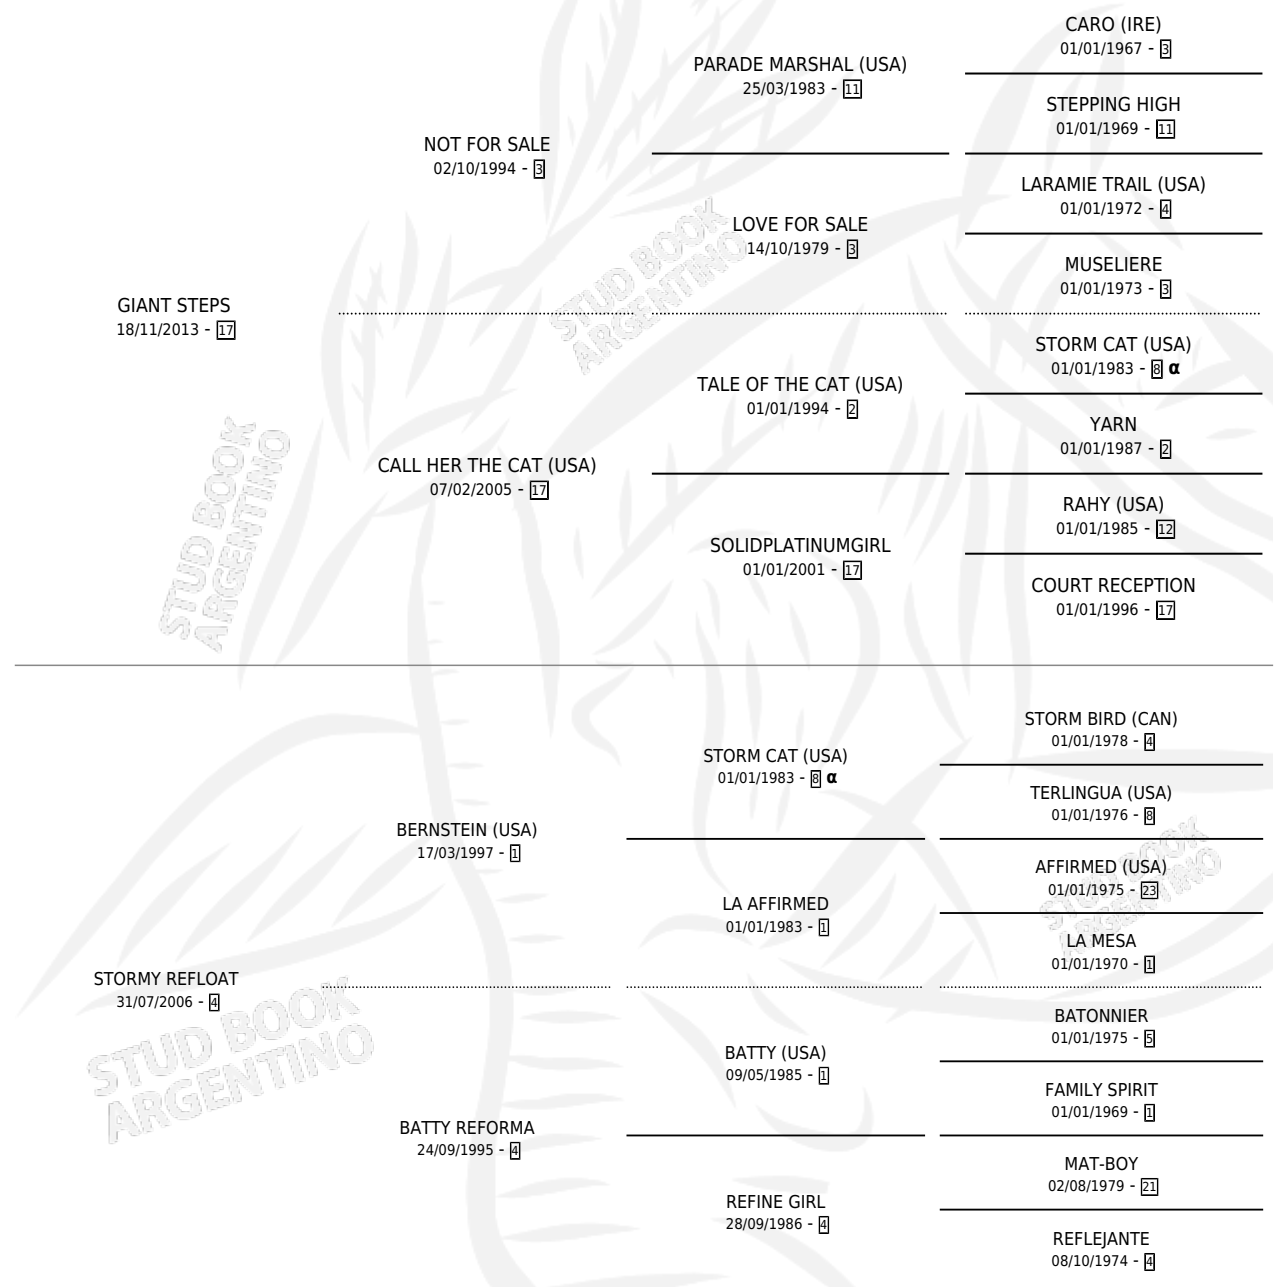 CARO (IRE)
01/01/1967 - 3
PARADE MARSHAL (USA)
25/03/1983 - 11
STEPPING HIGH
01/01/1969 - 11
NOT FOR SALE
02/10/1994 - 3
LARAMIE TRAIL (USA)
01/01/1972 - 4
LOVE FOR SALE
14/10/1979 - 3
MUSELIERE
01/01/1973 - 3
GIANT STEPS
18/11/2013 - 17
STORM CAT (USA)
01/01/1983 - 8 α
TALE OF THE CAT (USA)
01/01/1994 - 2
YARN
01/01/1987 - 2
CALL HER THE CAT (USA)
07/02/2005 - 17
RAHY (USA)
01/01/1985 - 12
SOLIDPLATINUMGIRL
01/01/2001 - 17
COURT RECEPTION
01/01/1996 - 17
STORM BIRD (CAN)
01/01/1978 - 4
STORM CAT (USA)
01/01/1983 - 8 α
TERLINGUA (USA)
01/01/1976 - 8
BERNSTEIN (USA)
17/03/1997 - 1
AFFIRMED (USA)
01/01/1975 - 23
LA AFFIRMED
01/01/1983 - 1
LA MESA
01/01/1970 - 1
STORMY REFLOAT
31/07/2006 - 4
BATONNIER
01/01/1975 - 5
BATTY (USA)
09/05/1985 - 1
FAMILY SPIRIT
01/01/1969 - 1
BATTY REFORMA
24/09/1995 - 4
MAT-BOY
02/08/1979 - 21
REFINE GIRL
28/09/1986 - 4
REFLEJANTE
08/10/1974 - 4
STUD BOOK
ARGENTINO
STUD BOOK
ARGENTINO
STUD BOOK
ARGENTINO
STUD BOOK
ARGENTINO